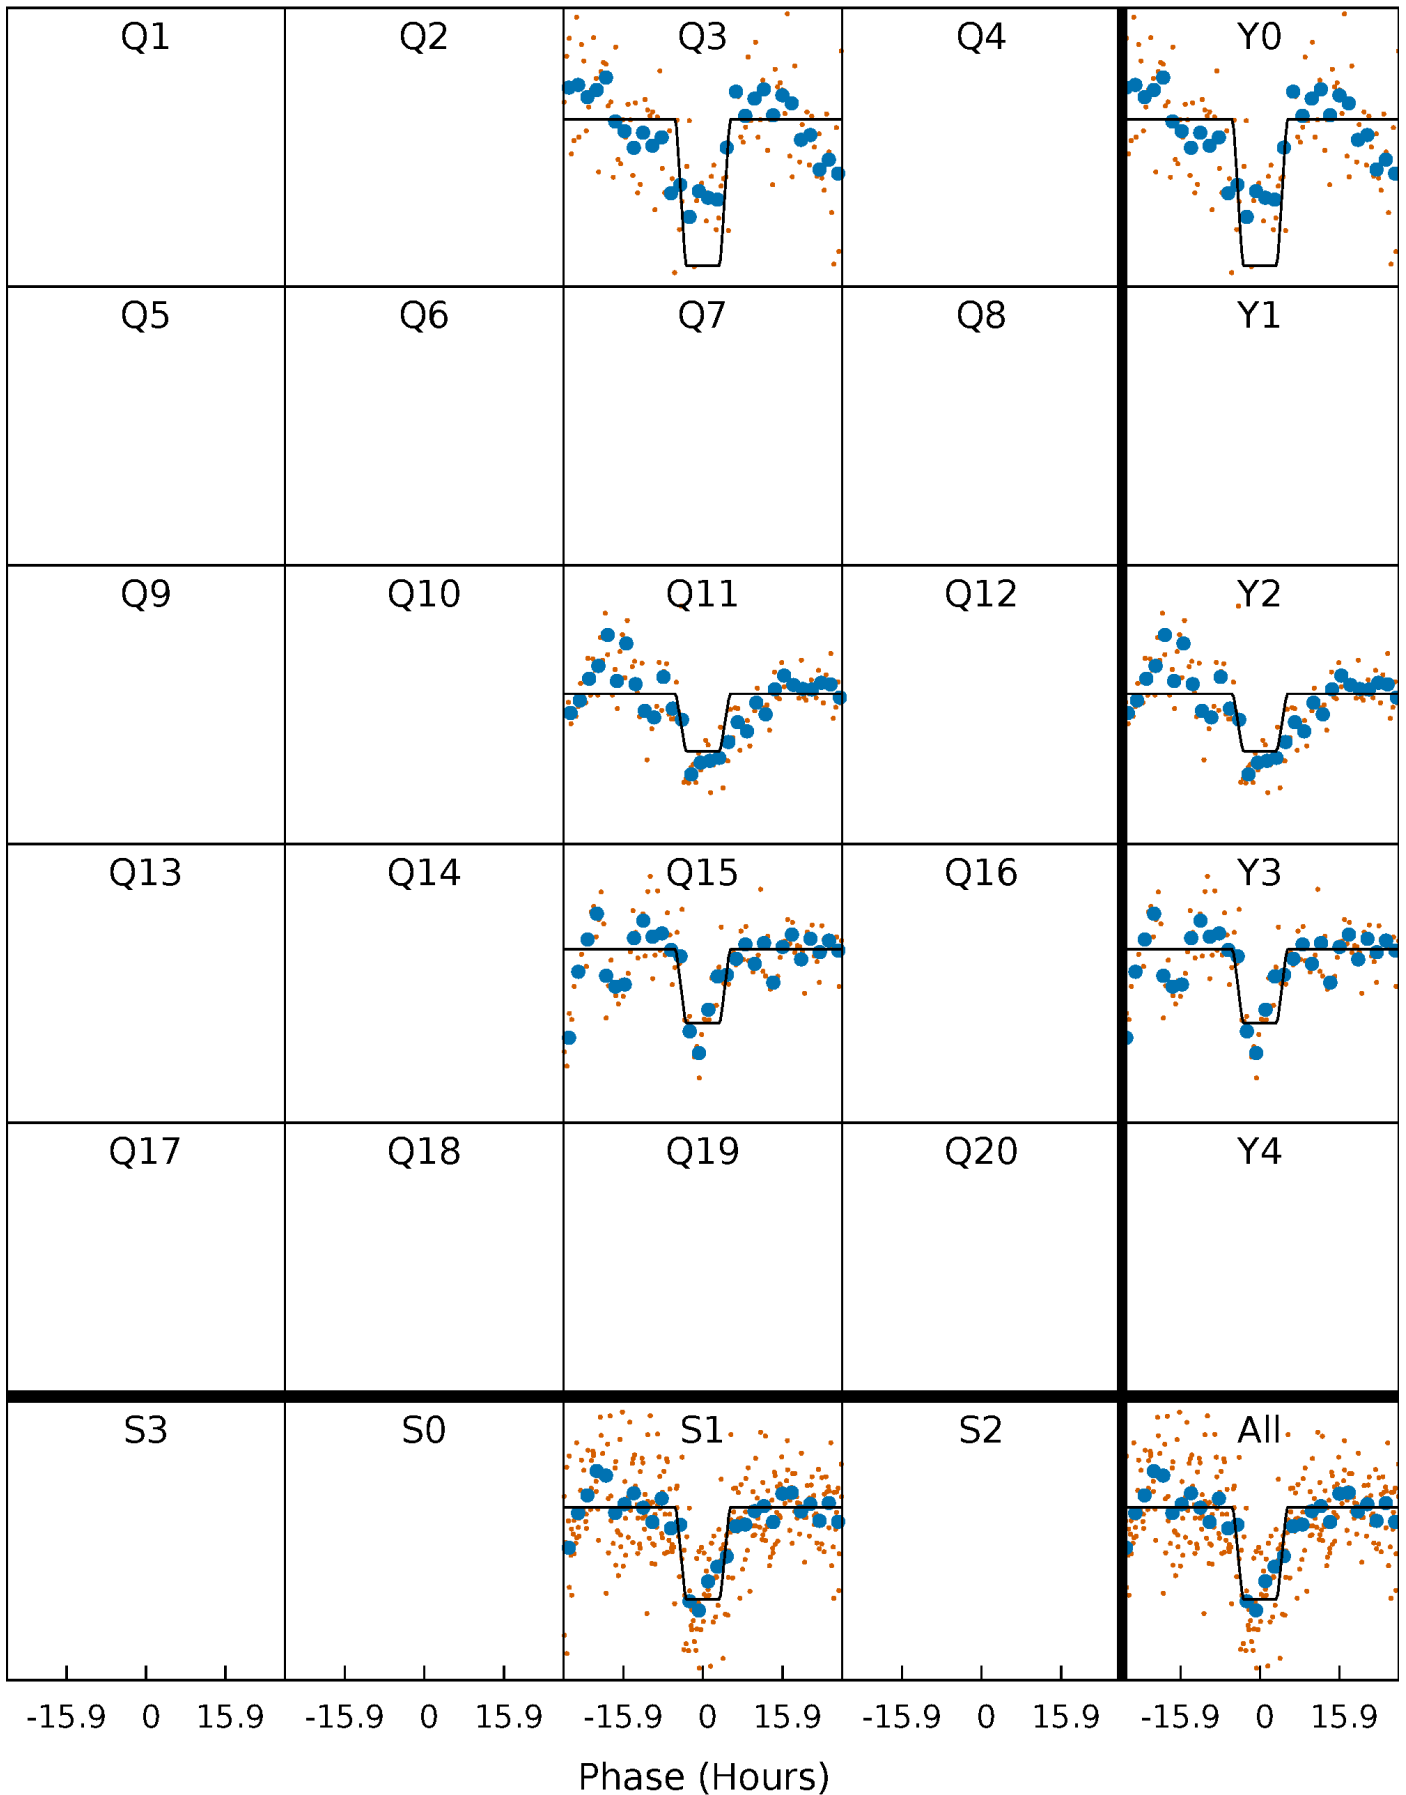 Q1 Q2 Q3 Q4 Y0
Q5 Q6 Q7 Q8 Y1
Q9 Q10 Q11 Q12 Y2
Q13 Q14 Q15 Q16 Y3
Q17 Q18 Q19 Q20 Y4
S3 S0 S1 S2 All
-15.9 0 15.9 -15.9 0 15.9 -15.9 0 15.9 -15.9 0 15.9 -15.9 0 15.9
Phase (Hours)